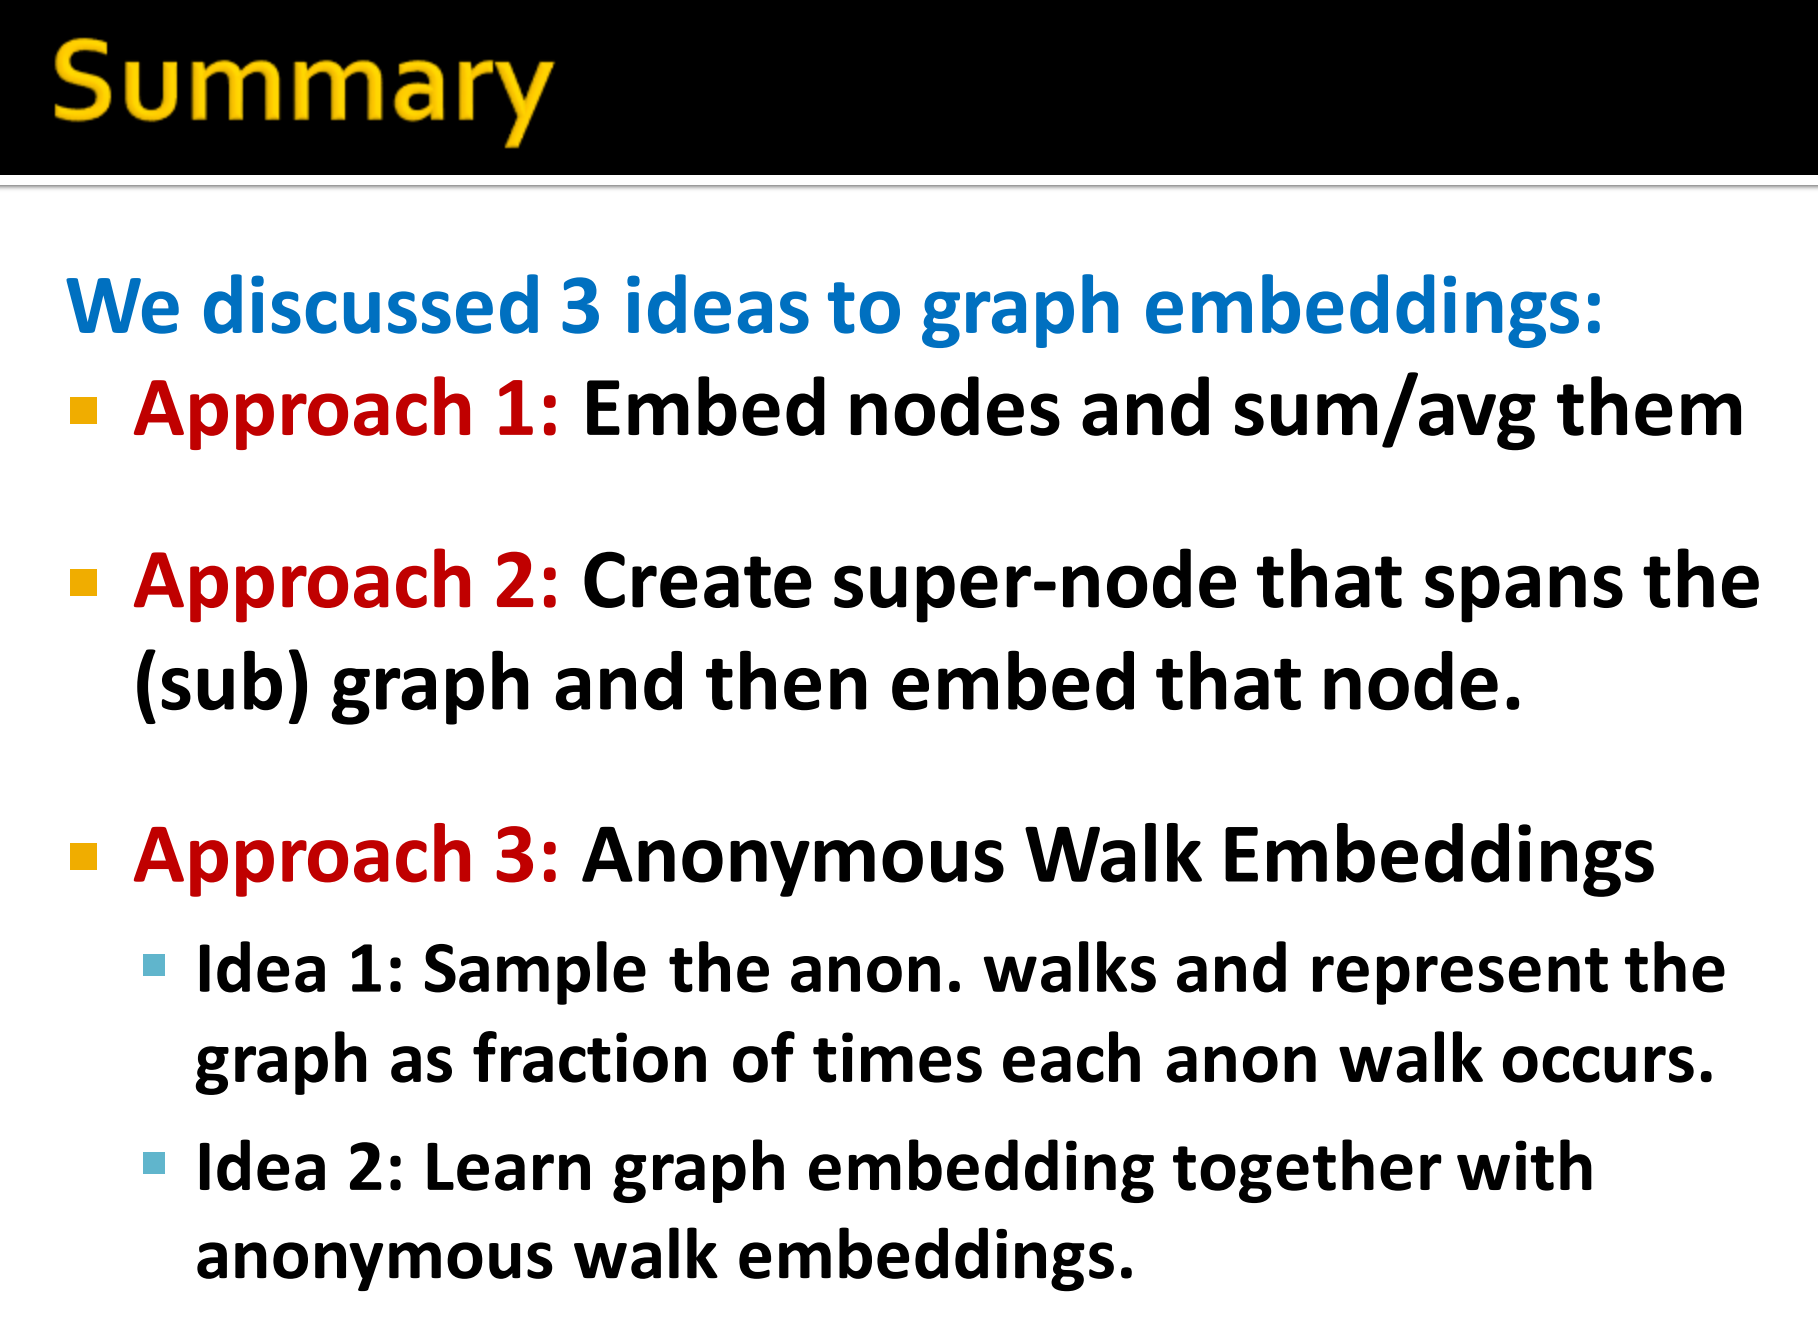 Summary
We discussed 3 ideas to graph embeddings:
Approach 1: Embed nodes and sum/avg them
Approach 2: Create super-node that spans the
(sub) graph and then embed that node.
Approach 3: Anonymous Walk Embeddings
Idea 1: Sample the anon. walks and represent the
graph as fraction of times each anon walk occurs.
Idea 2: Learn graph embedding together with
anonymous walk embeddings.